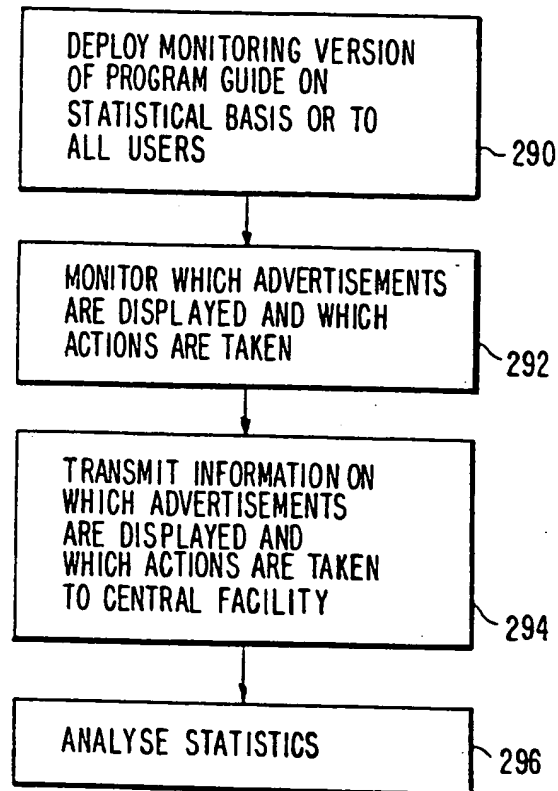 DEPLOY MONITORING VERSION
OF PROGRAM GUIDE ON
STATISTICAL BASIS OR TO
ALL USERS
290
MONITOR WHICH ADVERTISEMENTS
ARE DISPLAYED AND WHICH
ACTIONS ARE TAKEN
292
TRANSMIT INFORMATION ON
WHICH ADVERTISEMENTS
ARE DISPLAYED AND
WHICH ACTIONS ARE TAKEN
TO CENTRAL FACILITY
294
ANALYSE STATISTICS
296